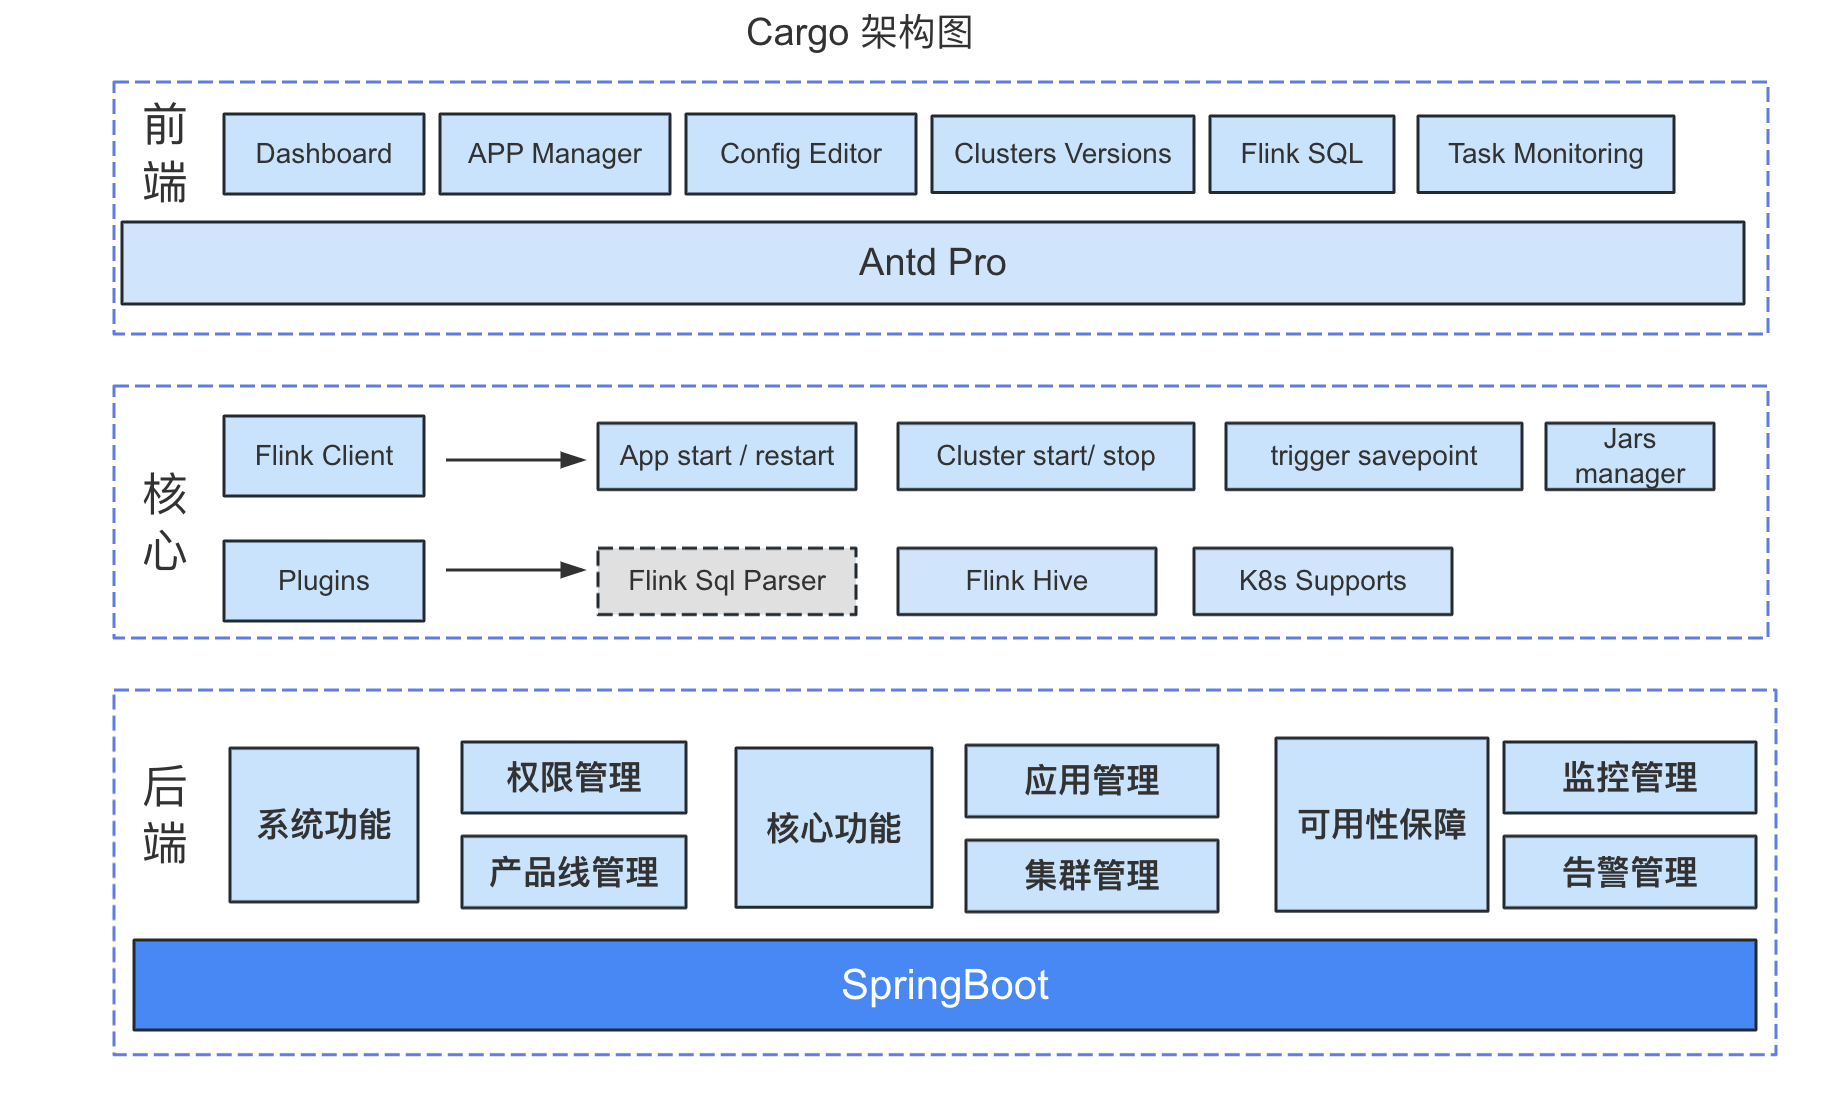 Cargo 架构图
前
端
Dashboard
APP Manager
Config Editor
Clusters Versions
Flink SQL
Task Monitoring
Antd Pro
核
心
Flink Client
App start / restart
Cluster start/ stop
trigger savepoint
Jars
manager
Plugins
Flink Sql Parser
Flink Hive
K8s Supports
后
端
系统功能
权限管理
产品线管理
核心功能
应用管理
集群管理
可用性保障
监控管理
告警管理
SpringBoot